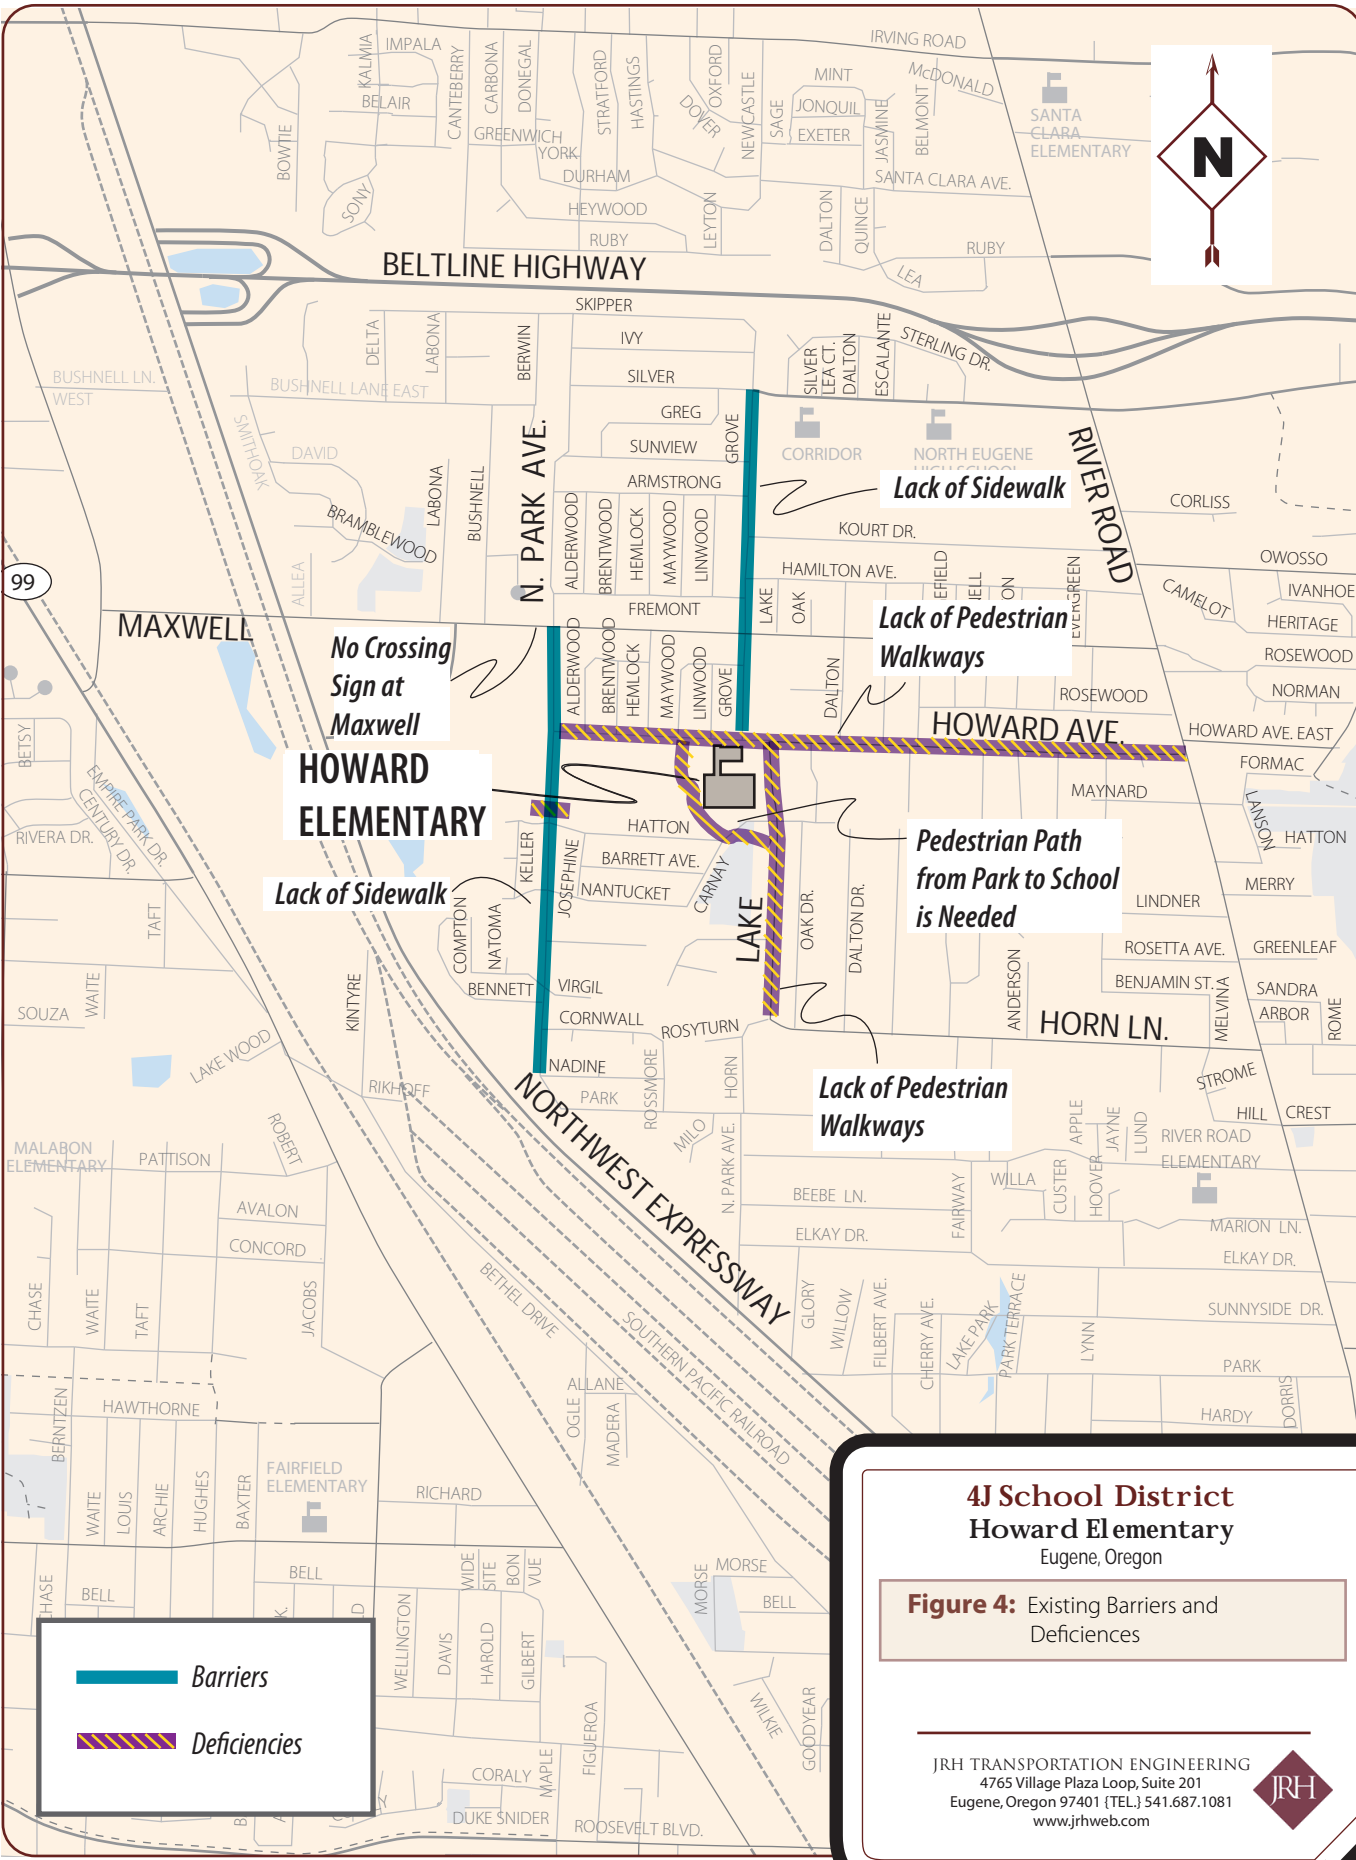 IRVING ROAD
IMPALA
KALMIA
BELAIR
CANTEBERRY
CARBONA
DONEGAL
STRATFORD
HASTINGS
DOVER
OXFORD
NEWCASTLE
SAGE
MINT
JONQUIL
EXETER
JASMINE
BELMONT
McDONALD
SANTA
CLARA
ELEMENTARY
N
BOWTIE
SONY
GREENWICH
YORK
DURHAM
HEYWOOD
RUBY
LEYTON
DALTON
QUINCE
SANTA CLARA AVE.
LEA
RUBY
BELTLINE HIGHWAY
SKIPPER
IVY
SILVER
GREG
SUNVIEW
ARMSTRONG
DELTA
LABONA
BERWIN
SILVER
LEA CT.
DALTON
ESCALANTE
STERLING DR.
BUSHNELL LN.
WEST
BUSHNELL LANE EAST
SMITHOAK
DAVID
BRAMBLEWOOD
LABONA
BUSHNELL
N. PARK AVE.
GROVE
CORRIDOR
NORTH EUGENE
HIGH SCHOOL
Lack of Sidewalk
RIVER ROAD
CORLISS
KOURT DR.
ALDERWOOD
BRENTWOOD
HEMLOCK
MAYWOOD
LINWOOD
HAMILTON AVE.
LAKE
OAK
EFIELD
ELL
ON
EVERGREEN
OWOSSO
IVANHOE
CAMELOT
HERITAGE
ROSEWOOD
NORMAN
99
ALLEA
MAXWELL
FREMONT
No Crossing
Sign at
Maxwell
ALDERWOOD
BRENTWOOD
HEMLOCK
MAYWOOD
LINWOOD
GROVE
DALTON
Lack of Pedestrian
Walkways
ROSEWOOD
HOWARD AVE.
HOWARD AVE. EAST
FORMAC
BETSY
EMPIRE PARK DR.
CENTURY DR.
RIVERA DR.
HOWARD
ELEMENTARY
MAYNARD
LANSON
HATTON
HATTON
BARRETT AVE.
NANTUCKET
KELLER
JOSEPHINE
CARNAY
Pedestrian Path
from Park to School
is Needed
MERRY
LINDNER
Lack of Sidewalk
TAFT
COMPTON
NATOMA
LAKE
OAK DR.
DALTON DR.
ROSETTA AVE.
GREENLEAF
WAITE
SOUZA
KINTYRE
BENNETT
VIRGIL
CORNWALL
ROSYTURN
ANDERSON
BENJAMIN ST.
MELVINA
SANDRA
ARBOR
ROME
HORN LN.
LAKE WOOD
RIKHOFF
NADINE
PARK
ROSSMORE
HORN
MILO
Lack of Pedestrian
Walkways
STROME
HILL
CREST
ROBERT
MALABON
ELEMENTARY
PATTISON
NORTHWEST EXPRESSWAY
N. PARK AVE.
APPLE
JAYNE
LUND
RIVER ROAD
ELEMENTARY
BEEBE LN.
FAIRWAY
WILLA
CUSTER
HOOVER
AVALON
CONCORD
ELKAY DR.
MARION LN.
ELKAY DR.
CHASE
WAITE
TAFT
JACOBS
BETHEL DRIVE
SOUTHERN PACIFIC RAILROAD
GLORY
WILLOW
FILBERT AVE.
CHERRY AVE.
LAKE PARK
PARK TERRACE
LYNN
SUNNYSIDE DR.
PARK
DORRIS
HARDY
ALLANE
OGLE
MADERA
BERNTZEN
HAWTHORNE
WAITE
LOUIS
ARCHIE
HUGHES
BAXTER
FAIRFIELD
ELEMENTARY
RICHARD
HASE
BELL
BELL
WIDE
SITE
BON
VUE
MORSE
MORSE
BELL
K.
D
WELLINGTON
DAVIS
HAROLD
GILBERT
FIGUEROA
WILKIE
GOODYEAR
MAPLE
CORALY
DUKE SNIDER
ROOSEVELT BLVD.
Barriers
Deficiencies
4J School District
Howard Elementary
Eugene, Oregon
Figure 4: Existing Barriers and
Deficiences
JRH TRANSPORTATION ENGINEERING
4765 Village Plaza Loop, Suite 201
Eugene, Oregon 97401 {TEL.} 541.687.1081
www.jrhweb.com
JRH